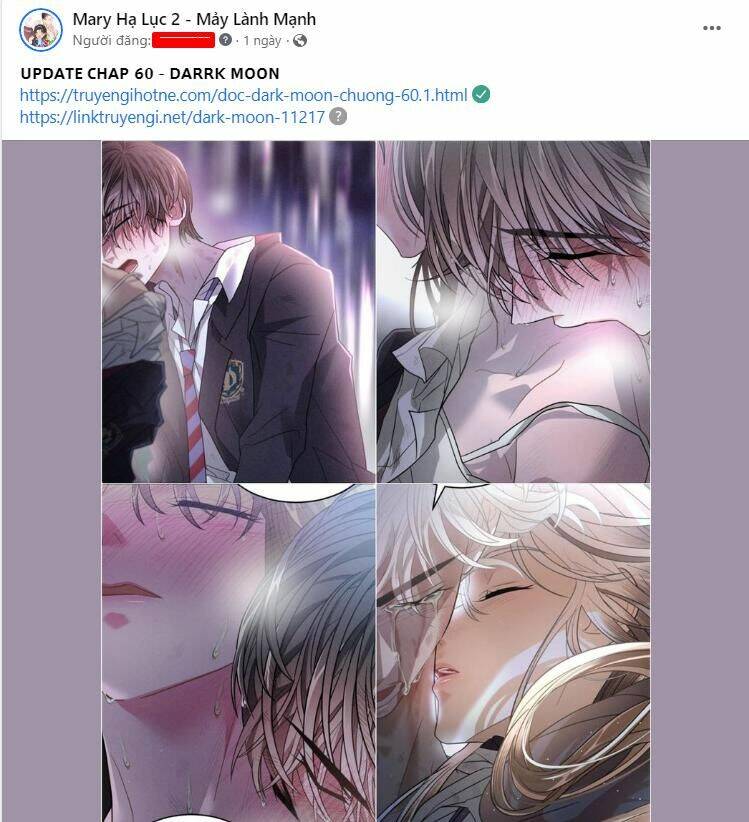 Mary Hạ Lục 2 - Mảy Lành Mạnh
Người đăng: · 1 ngày ·
UPDATE CHAP 60 - DARRK MOON
https://truyengihotne.com/doc-dark-moon-chuong-60.1.html
https://linktruyengi.net/dark-moon-11217